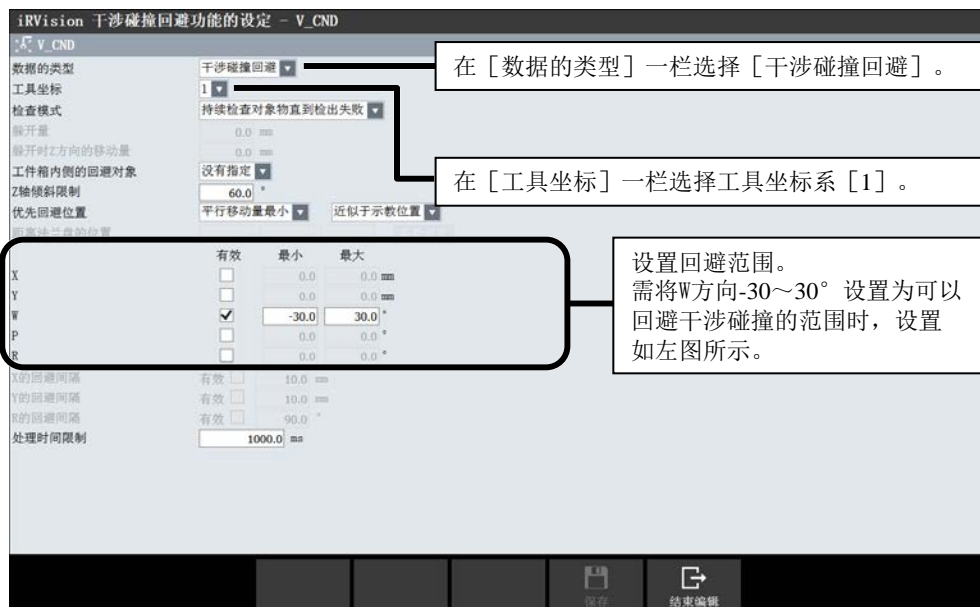 iRVision 干涉碰撞回避功能的设定 - V_CND
V_CND
数据的类型 干涉碰撞回避
在［数据的类型］一栏选择［干涉碰撞回避］。
工具坐标 1
检查模式 持续检查对象物直到检出失败
躲开量 0.0 mm
躲开时Z方向的移动量 0.0 mm
工件箱内侧的回避对象 没有指定
在［工具坐标］一栏选择工具坐标系［1］。
Z轴倾斜限制 60.0 °
优先回避位置 平行移动量最小 近似于示教位置
距离法兰盘的位置
有效 最小 最大
X 0.0 0.0 mm
Y 0.0 0.0 mm
W -30.0 30.0 °
P 0.0 0.0 °
R 0.0 0.0 °
设置回避范围。
需将W方向-30～30° 设置为可以
回避干涉碰撞的范围时，设置
如左图所示。
X的回避间隔 有效 10.0 mm
Y的回避间隔 有效 10.0 mm
R的回避间隔 有效 90.0 °
处理时间限制 1000.0 ms
保存 结束编辑